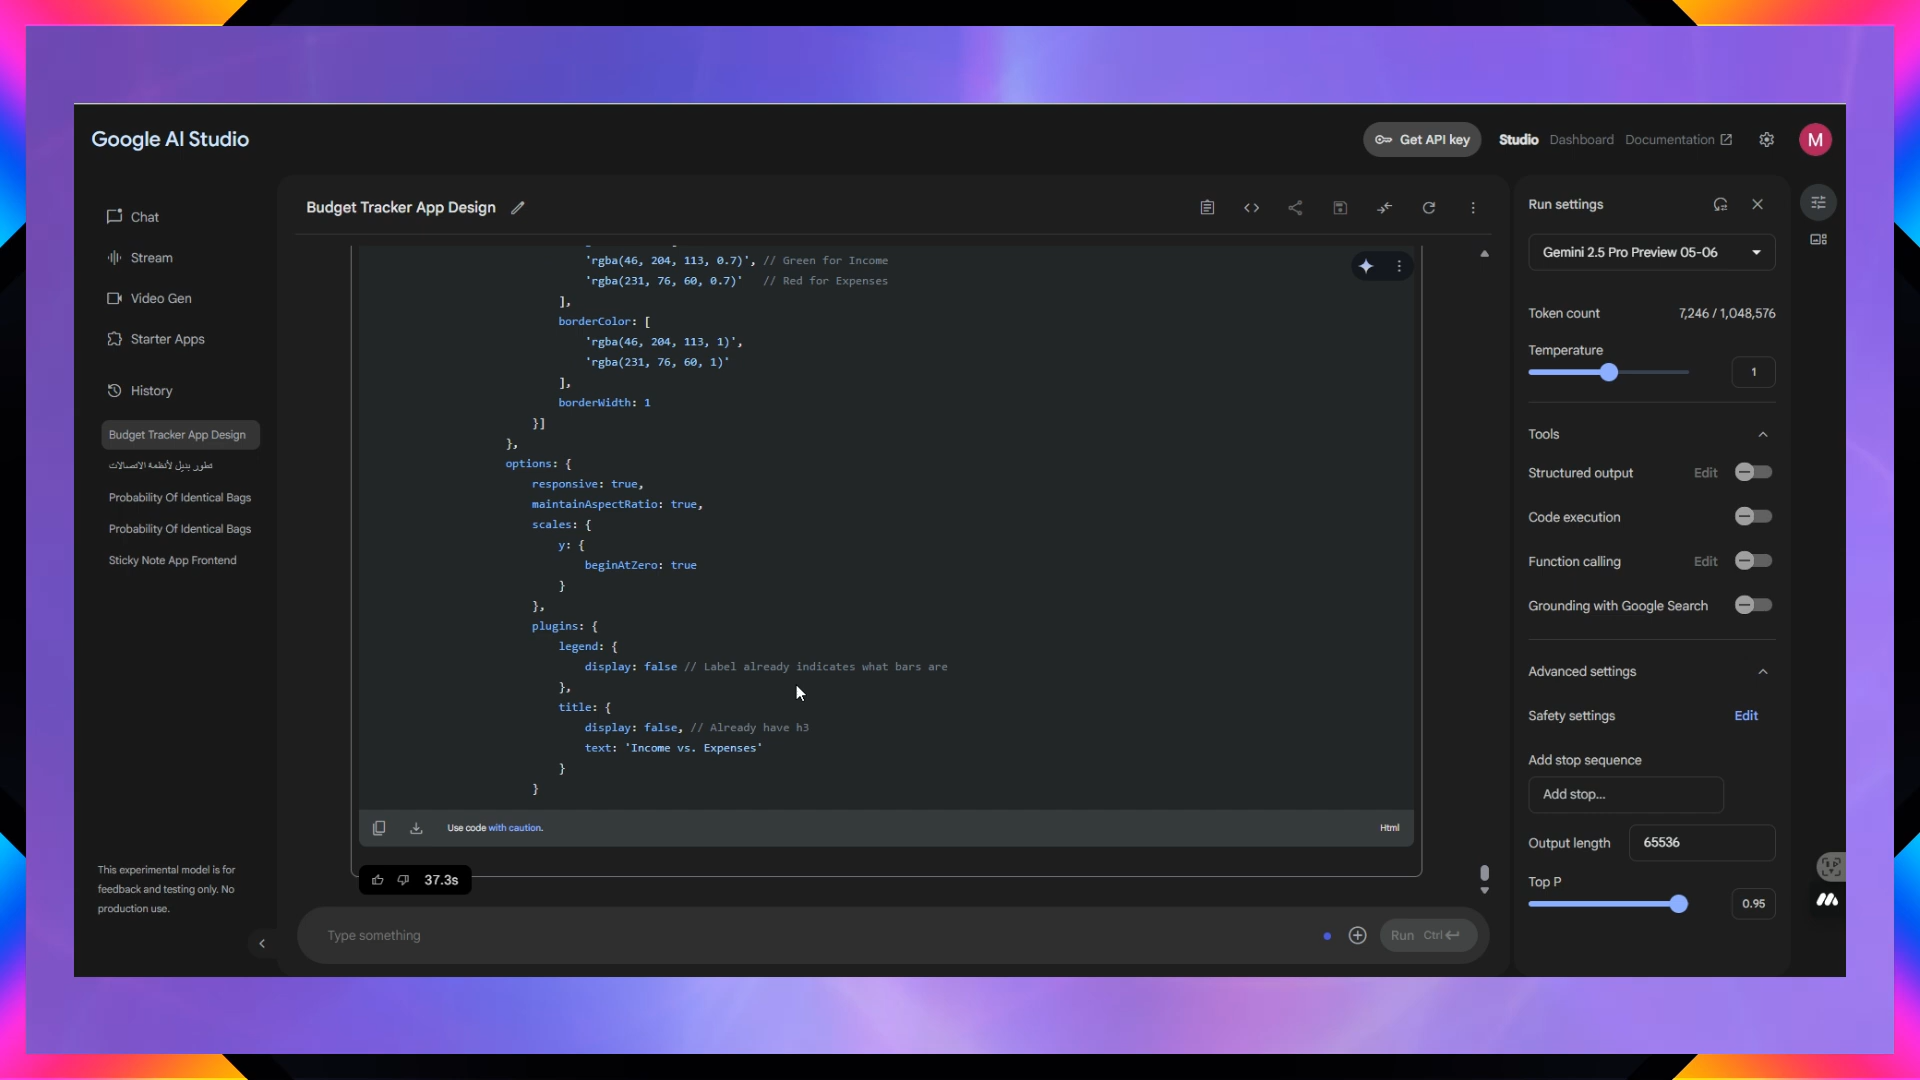 Google AI Studio
Get API key
Studio
Dashboard
Documentation
M
Chat
Stream
Video Gen
Starter Apps
History
Budget Tracker App Design
تطور بديل لأنظمة الاتصالات
Probability Of Identical Bags
Probability Of Identical Bags
Sticky Note App Frontend
This experimental model is for
feedback and testing only. No
production use.
Budget Tracker App Design
'rgba(46, 204, 113, 0.7)', // Green for Income
'rgba(231, 76, 60, 0.7)' // Red for Expenses
],
borderColor: [
'rgba(46, 204, 113, 1)',
'rgba(231, 76, 60, 1)'
],
borderWidth: 1
}]
},
options: {
responsive: true,
maintainAspectRatio: true,
scales: {
y: {
beginAtZero: true
}
},
plugins: {
legend: {
display: false // Label already indicates what bars are
},
title: {
display: false, // Already have h3
text: 'Income vs. Expenses'
}
}
Use code with caution.
Html
37.3s
Type something
Run Ctrl
Run settings
Gemini 2.5 Pro Preview 05-06
Token count 7,246 / 1,048,576
Temperature
1
Tools
Structured output Edit
Code execution
Function calling Edit
Grounding with Google Search
Advanced settings
Safety settings Edit
Add stop sequence
Add stop...
Output length 65536
Top P
0.95